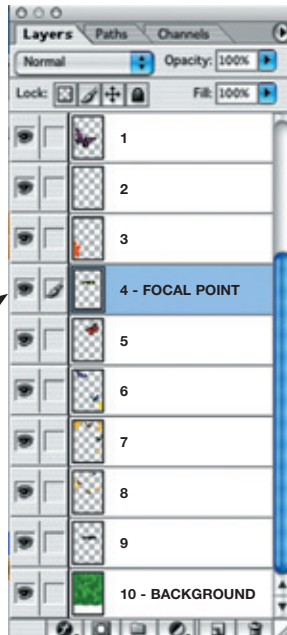 Layers Paths Channels
Normal Opacity: 100%
Lock: Fill: 100%
1
2
3
4 - FOCAL POINT
5
6
7
8
9
10 - BACKGROUND